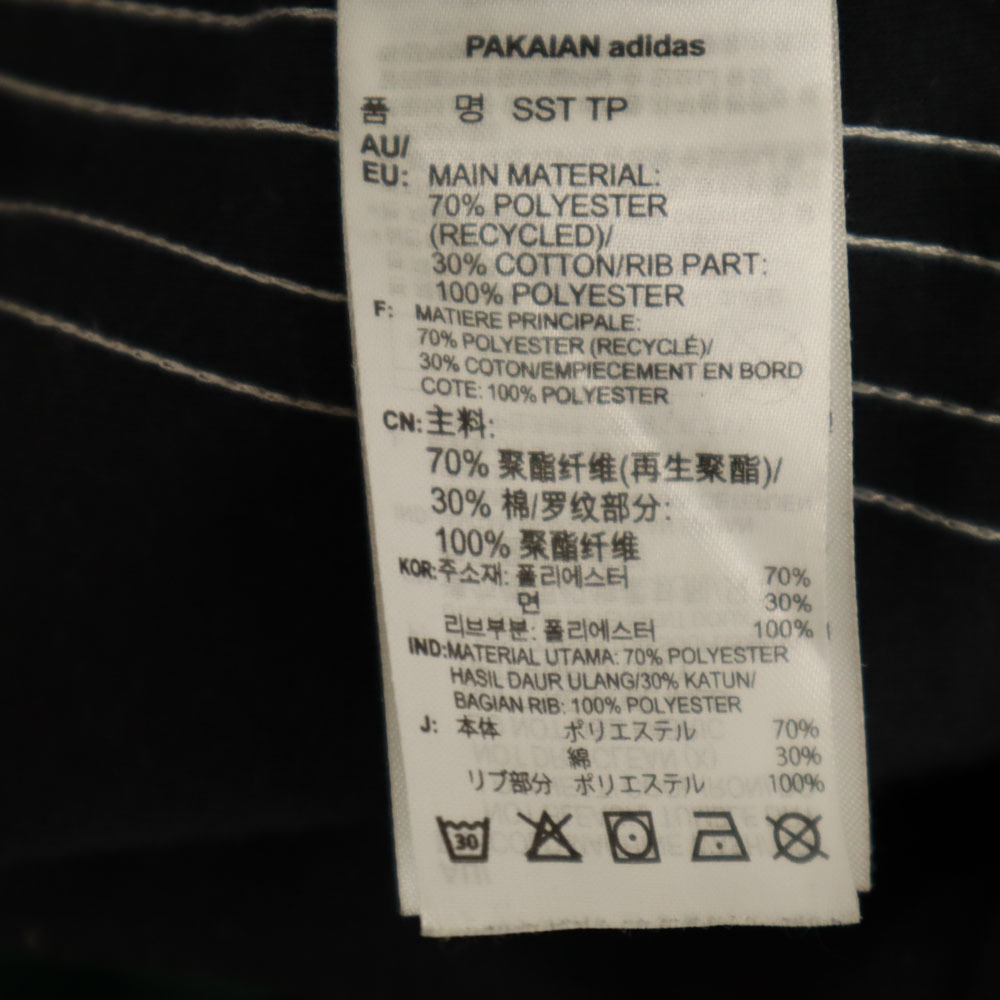 PAKAIAN adidas
품 명 SST TP
AU/
EU: MAIN MATERIAL:
70% POLYESTER
(RECYCLED)/
30% COTTON/RIB PART:
100% POLYESTER
F: MATIERE PRINCIPALE:
70% POLYESTER (RECYCLÉ)/
30% COTON/EMPIECEMENT EN BORD
COTE: 100% POLYESTER
CN: 主料:
70% 聚酯纤维(再生聚酯)/
30% 棉/罗纹部分:
100% 聚酯纤维
KOR: 주소재: 폴리에스터 70%
면 30%
리브부분: 폴리에스터 100%
IND: MATERIAL UTAMA: 70% POLYESTER
HASIL DAUR ULANG/30% KATUN/
BAGIAN RIB: 100% POLYESTER
J: 本体 ポリエステル 70%
綿 30%
リブ部分 ポリエステル 100%
30